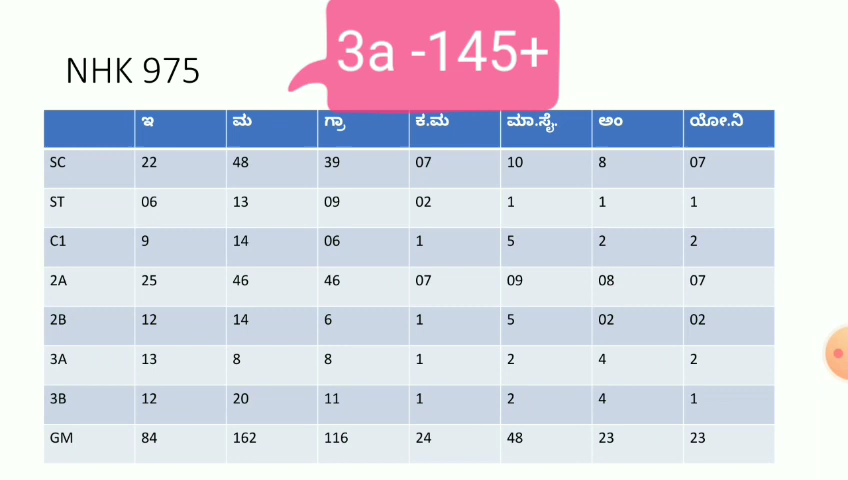 3a -145+
NHK 975
ಇ ಮ ಗ್ರಾ ಕ.ಮ ಮಾ.ಸೈ. ಅಂ ಯೋ.ನಿ
SC 22 48 39 07 10 8 07
ST 06 13 09 02 1 1 1
C1 9 14 06 1 5 2 2
2A 25 46 46 07 09 08 07
2B 12 14 6 1 5 02 02
3A 13 8 8 1 2 4 2
3B 12 20 11 1 2 4 1
GM 84 162 116 24 48 23 23